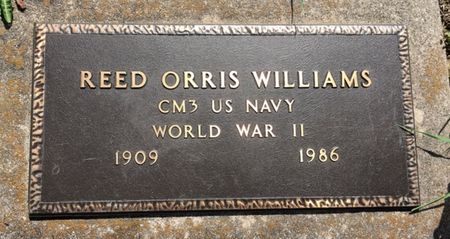 REED ORRIS WILLIAMS
CM3 US NAVY
WORLD WAR II
1909 1986